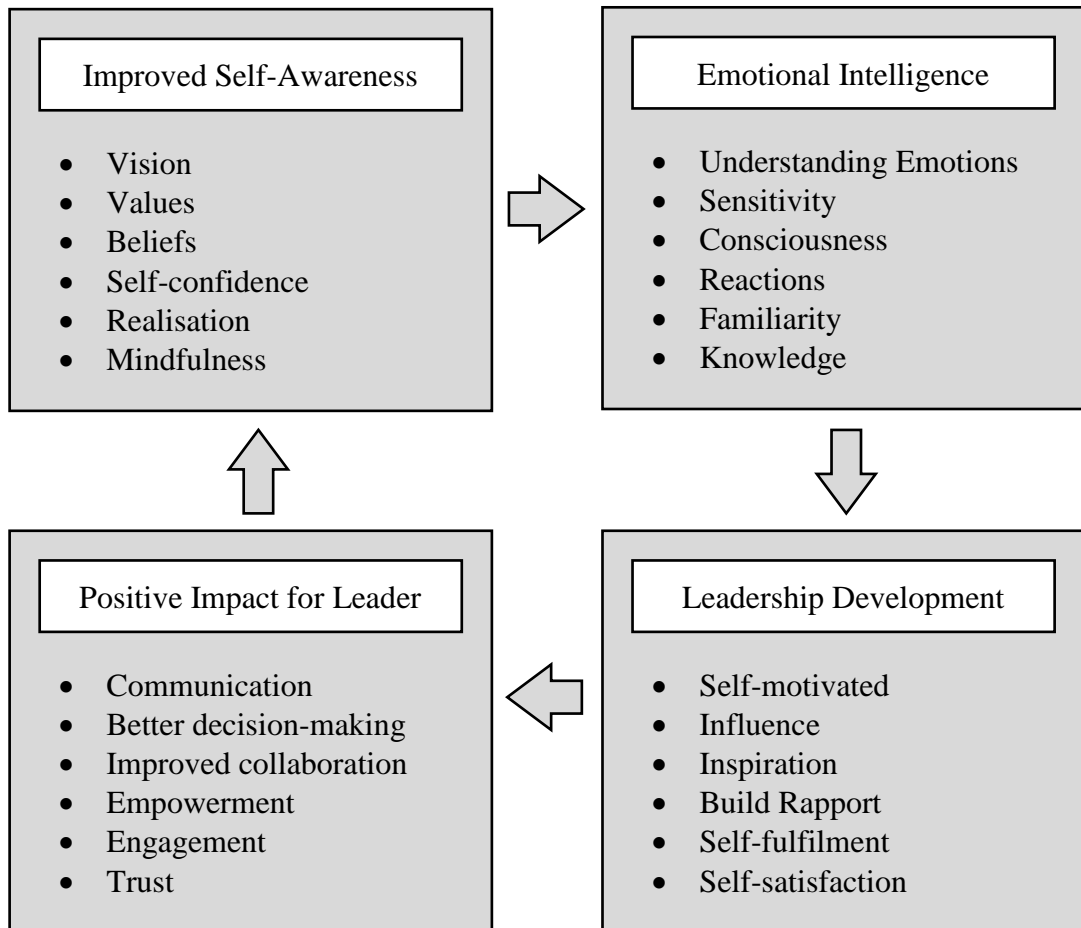 Improved Self-Awareness
• Vision
• Values
• Beliefs
• Self-confidence
• Realisation
• Mindfulness
Emotional Intelligence
• Understanding Emotions
• Sensitivity
• Consciousness
• Reactions
• Familiarity
• Knowledge
Positive Impact for Leader
• Communication
• Better decision-making
• Improved collaboration
• Empowerment
• Engagement
• Trust
Leadership Development
• Self-motivated
• Influence
• Inspiration
• Build Rapport
• Self-fulfilment
• Self-satisfaction